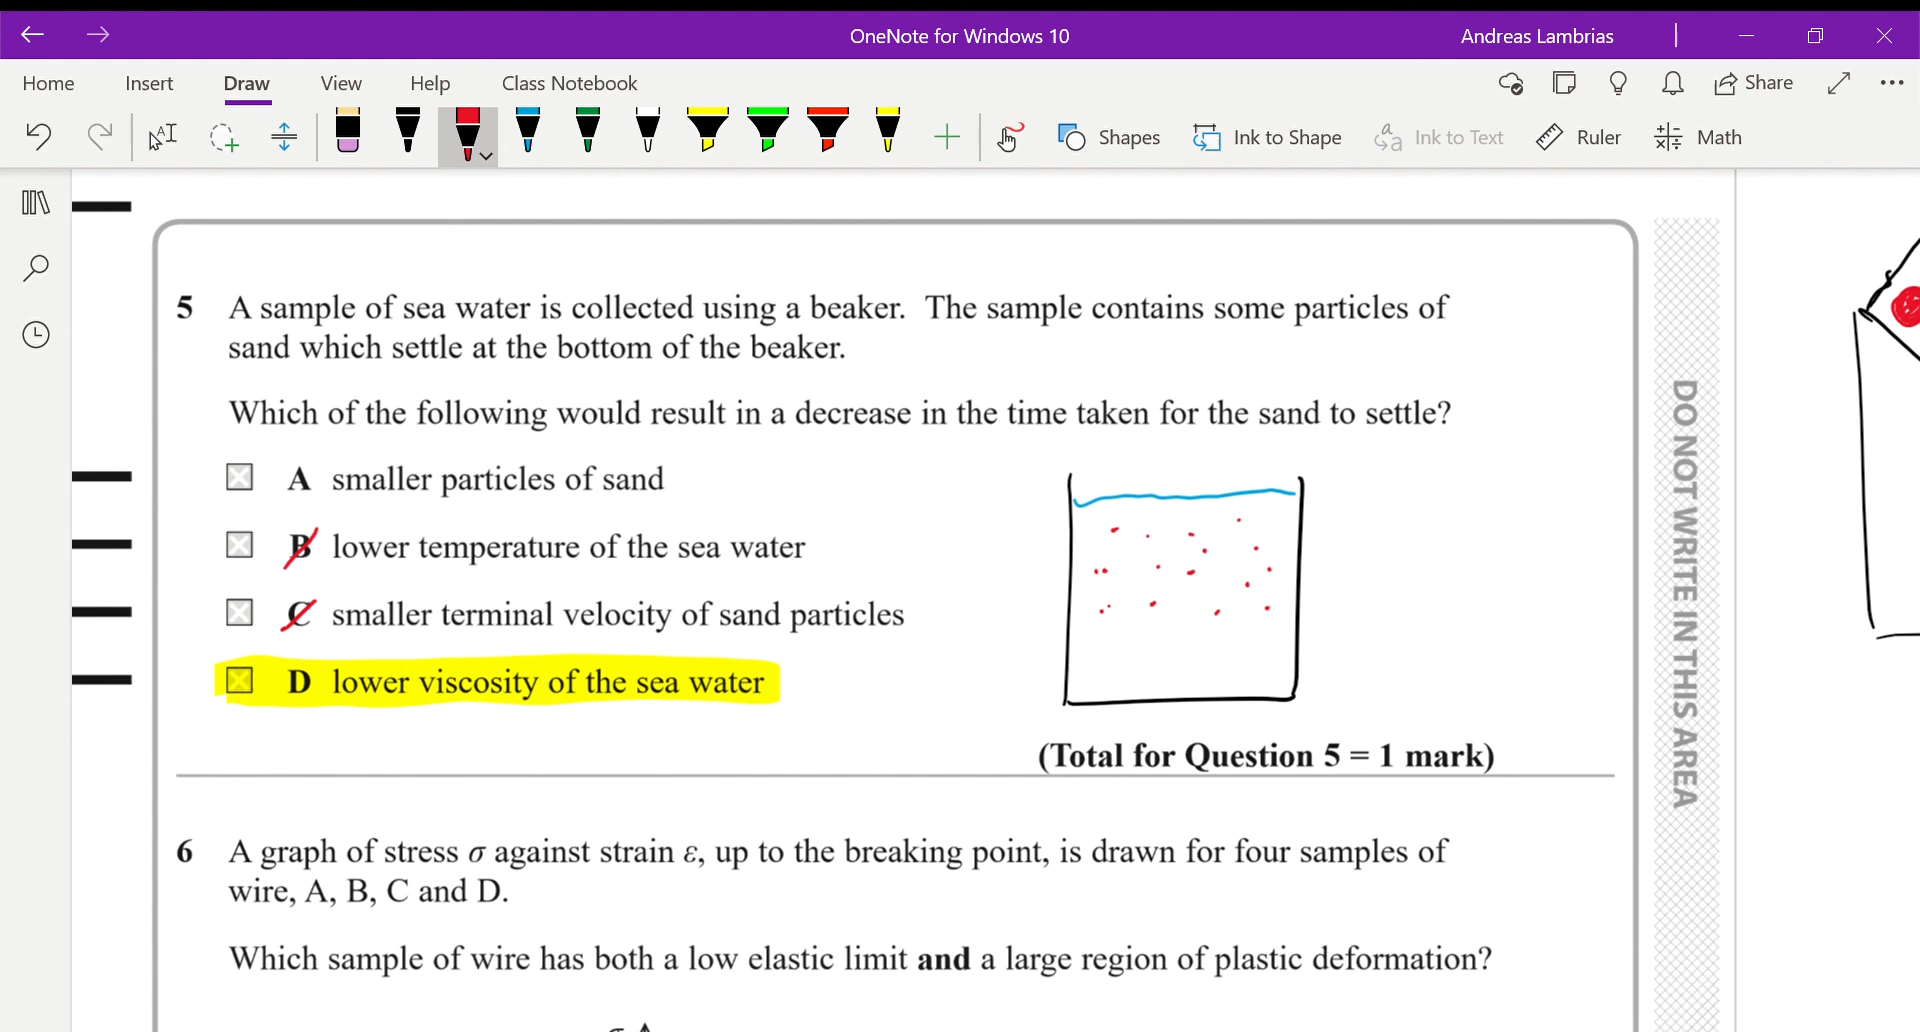 OneNote for Windows 10
Andreas Lambrias
Home Insert Draw View Help Class Notebook
Share
Shapes Ink to Shape Ink to Text Ruler Math
5 A sample of sea water is collected using a beaker. The sample contains some particles of
sand which settle at the bottom of the beaker.
Which of the following would result in a decrease in the time taken for the sand to settle?
A smaller particles of sand
B lower temperature of the sea water
C smaller terminal velocity of sand particles
D lower viscosity of the sea water
(Total for Question 5 = 1 mark)
6 A graph of stress σ against strain ε, up to the breaking point, is drawn for four samples of
wire, A, B, C and D.
Which sample of wire has both a low elastic limit and a large region of plastic deformation?
DO NOT WRITE IN THIS AREA